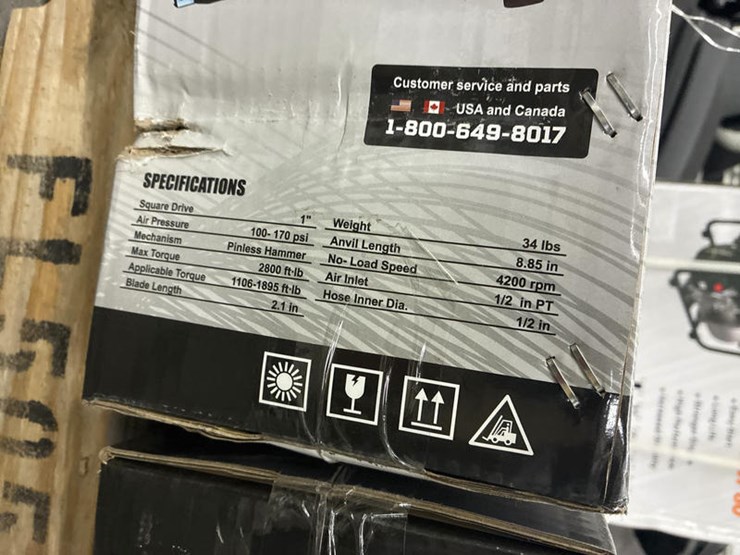 Customer service and parts
USA and Canada
1-800-649-8017
SPECIFICATIONS
Square Drive 1"
Air Pressure 100- 170 psi
Mechanism Pinless Hammer
Max Torque 2800 ft-lb
Applicable Torque 1106-1895 ft-lb
Blade Length 2.1 in
Weight 34 lbs
Anvil Length 8.85 in
No- Load Speed 4200 rpm
Air Inlet 1/2 in PT
Hose Inner Dia. 1/2 in